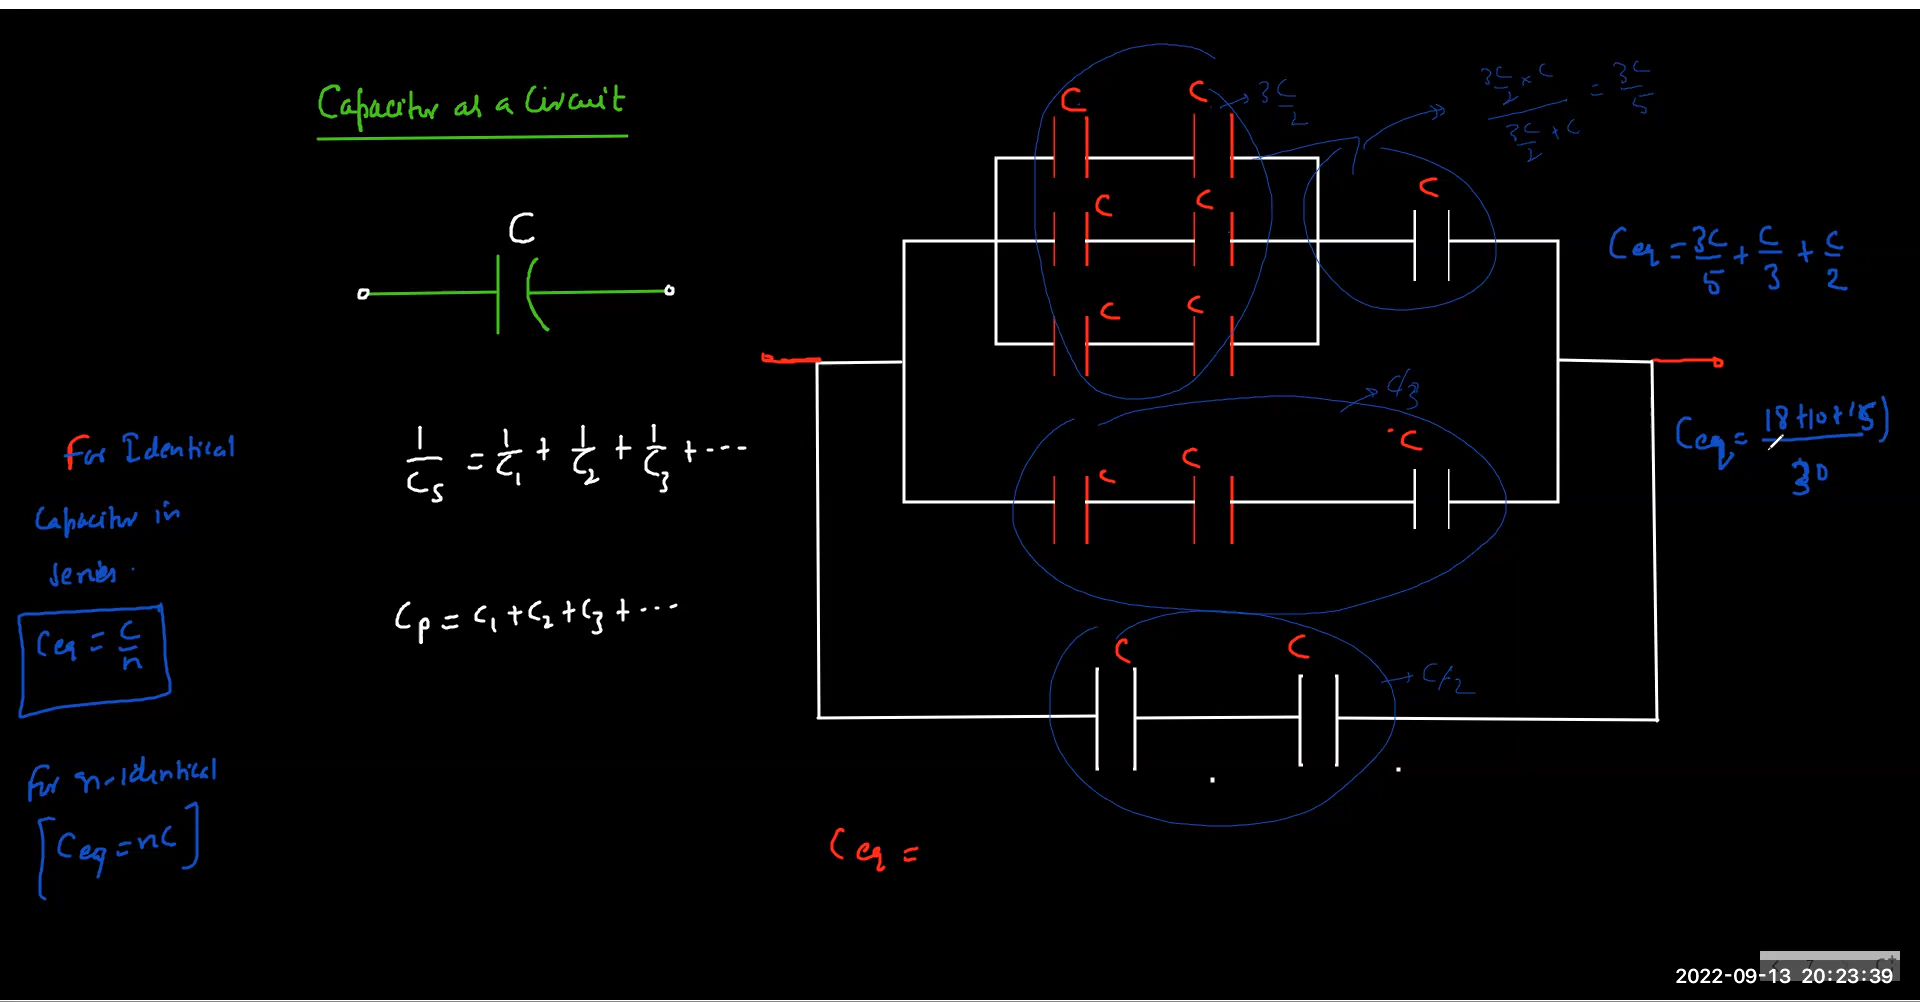 Capacitor as a Circuit
C
1/Cs = 1/C1 + 1/C2 + 1/C3 + ...
Cp = C1 + C2 + C3 + ...
For Identical
Capacitor in
series.
Ceq = C/n
For n-identical
[Ceq = nC]
C C
3C/2
(3C/2 × C)/(3C/2 + C) = 3C/5
C
C C
C C
Ceq = 3C/5 + C/3 + C/2
C/3
C C C
Ceq = (18+10+15)/30
C C
C/2
Ceq =
2022-09-13 20:23:39